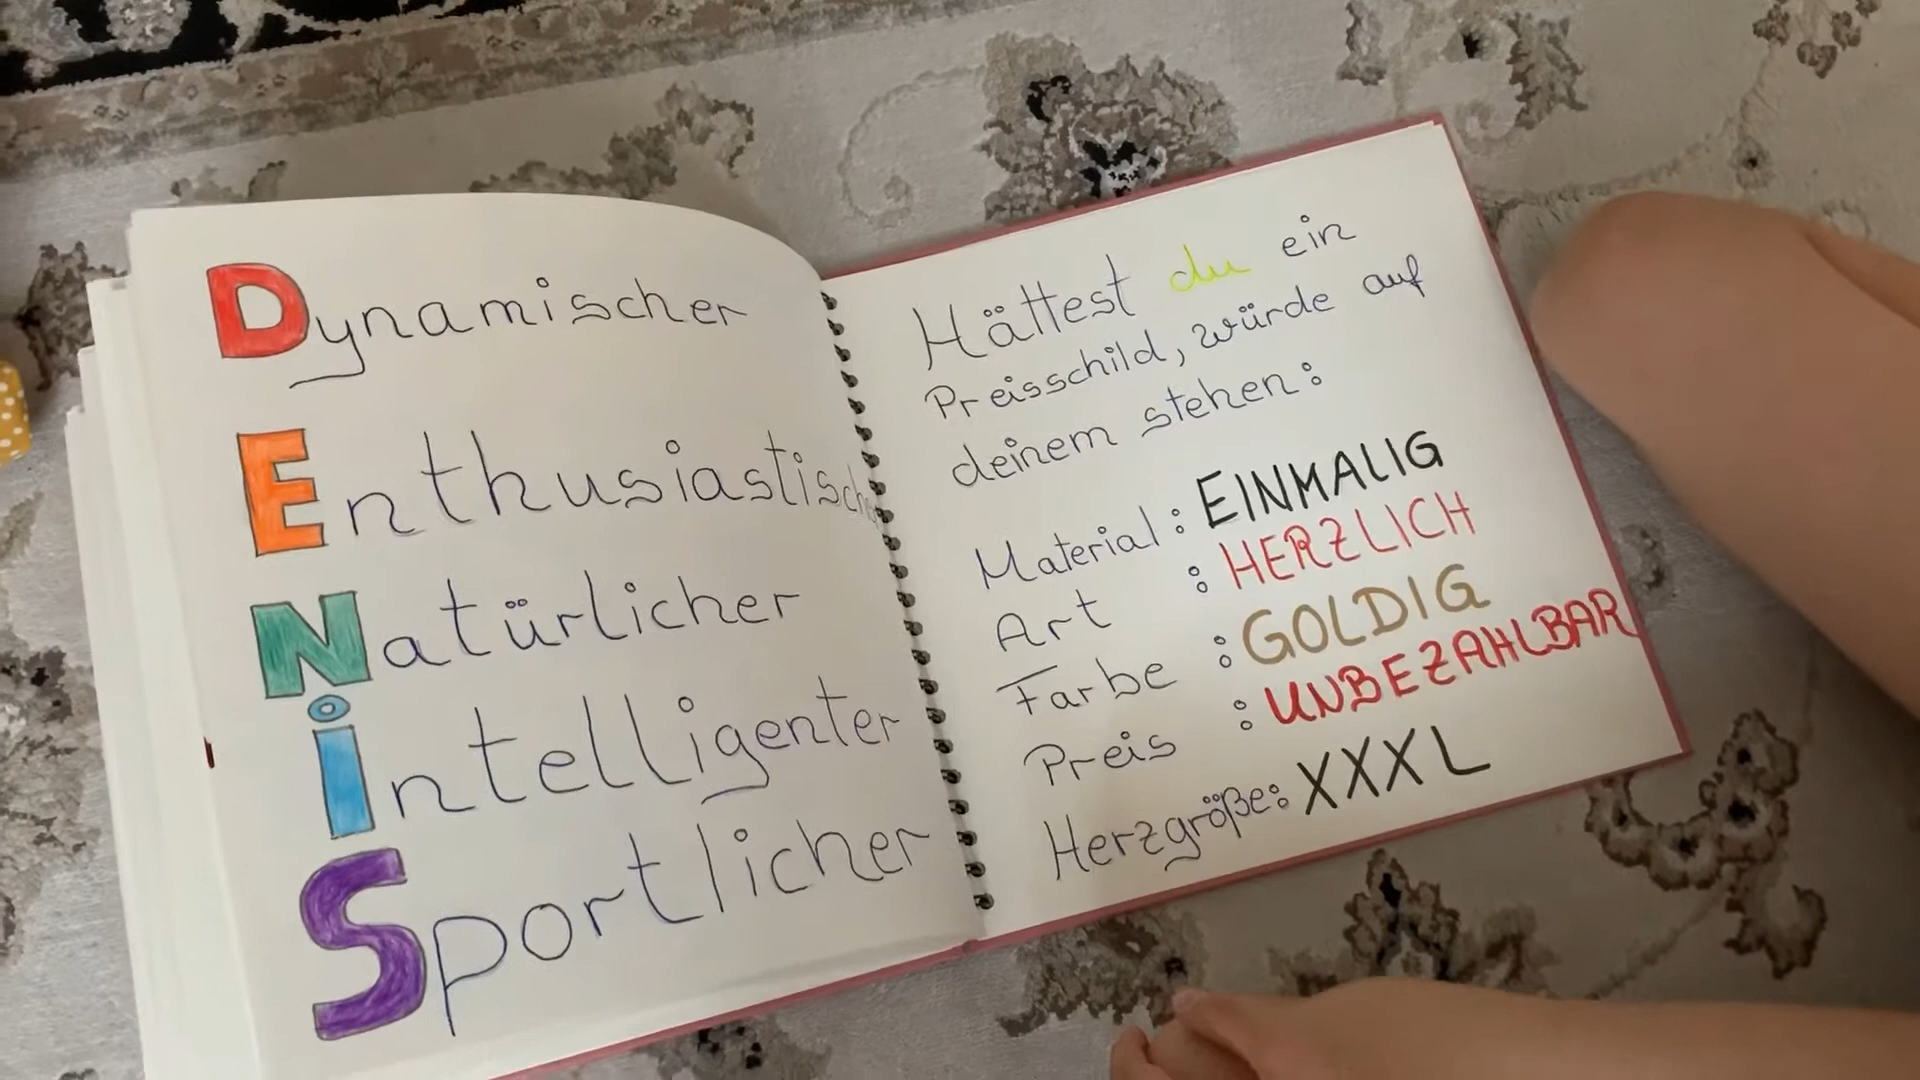 Dynamischer
Enthusiastischer
Natürlicher
Intelligenter
Sportlicher
Hättest du ein
Preisschild, würde auf
deinem stehen:
Material: EINMALIG
Art : HERZLICH
Farbe : GOLDIG
Preis : UNBEZAHLBAR
Herzgröße: XXXL